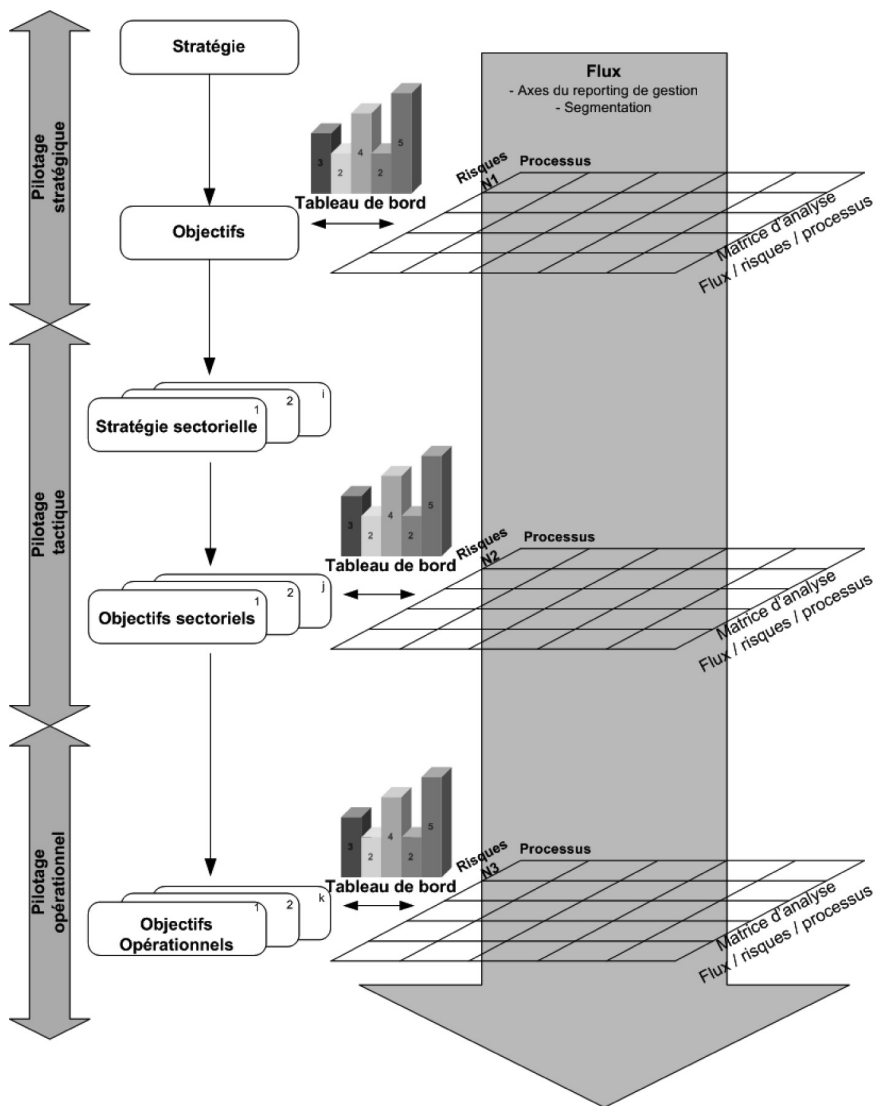 Stratégie
Flux
- Axes du reporting de gestion
- Segmentation
3
2
4
2
5
Tableau de bord
Risques
N1
Processus
Matrice d'analyse
Flux / risques / processus
Pilotage
stratégique
Objectifs
i
2
1
Stratégie sectorielle
3
2
4
2
5
Tableau de bord
Risques
N2
Processus
Matrice d'analyse
Flux / risques / processus
Pilotage
tactique
j
2
1
Objectifs sectoriels
3
2
4
2
5
Tableau de bord
Risques
N3
Processus
Matrice d'analyse
Flux / risques / processus
Pilotage
opérationnel
k
2
1
Objectifs
Opérationnels